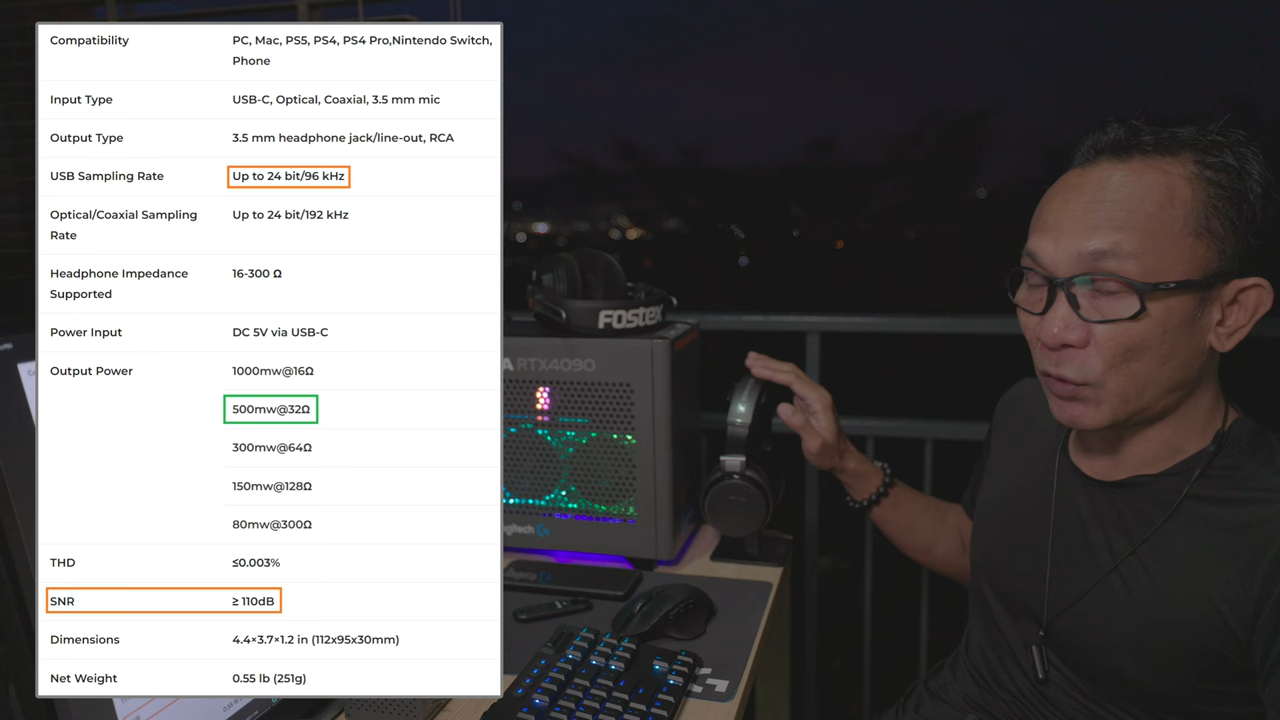 Compatibility
PC, Mac, PS5, PS4, PS4 Pro,Nintendo Switch,
Phone
Input Type
USB-C, Optical, Coaxial, 3.5 mm mic
Output Type
3.5 mm headphone jack/line-out, RCA
USB Sampling Rate
Up to 24 bit/96 kHz
Optical/Coaxial Sampling
Rate
Up to 24 bit/192 kHz
Headphone Impedance
Supported
16-300 Ω
Power Input
DC 5V via USB-C
Output Power
1000mw@16Ω
500mw@32Ω
300mw@64Ω
150mw@128Ω
80mw@300Ω
THD
≤0.003%
SNR
≥ 110dB
Dimensions
4.4×3.7×1.2 in (112x95x30mm)
Net Weight
0.55 lb (251g)
FOSTEX
RTX4090